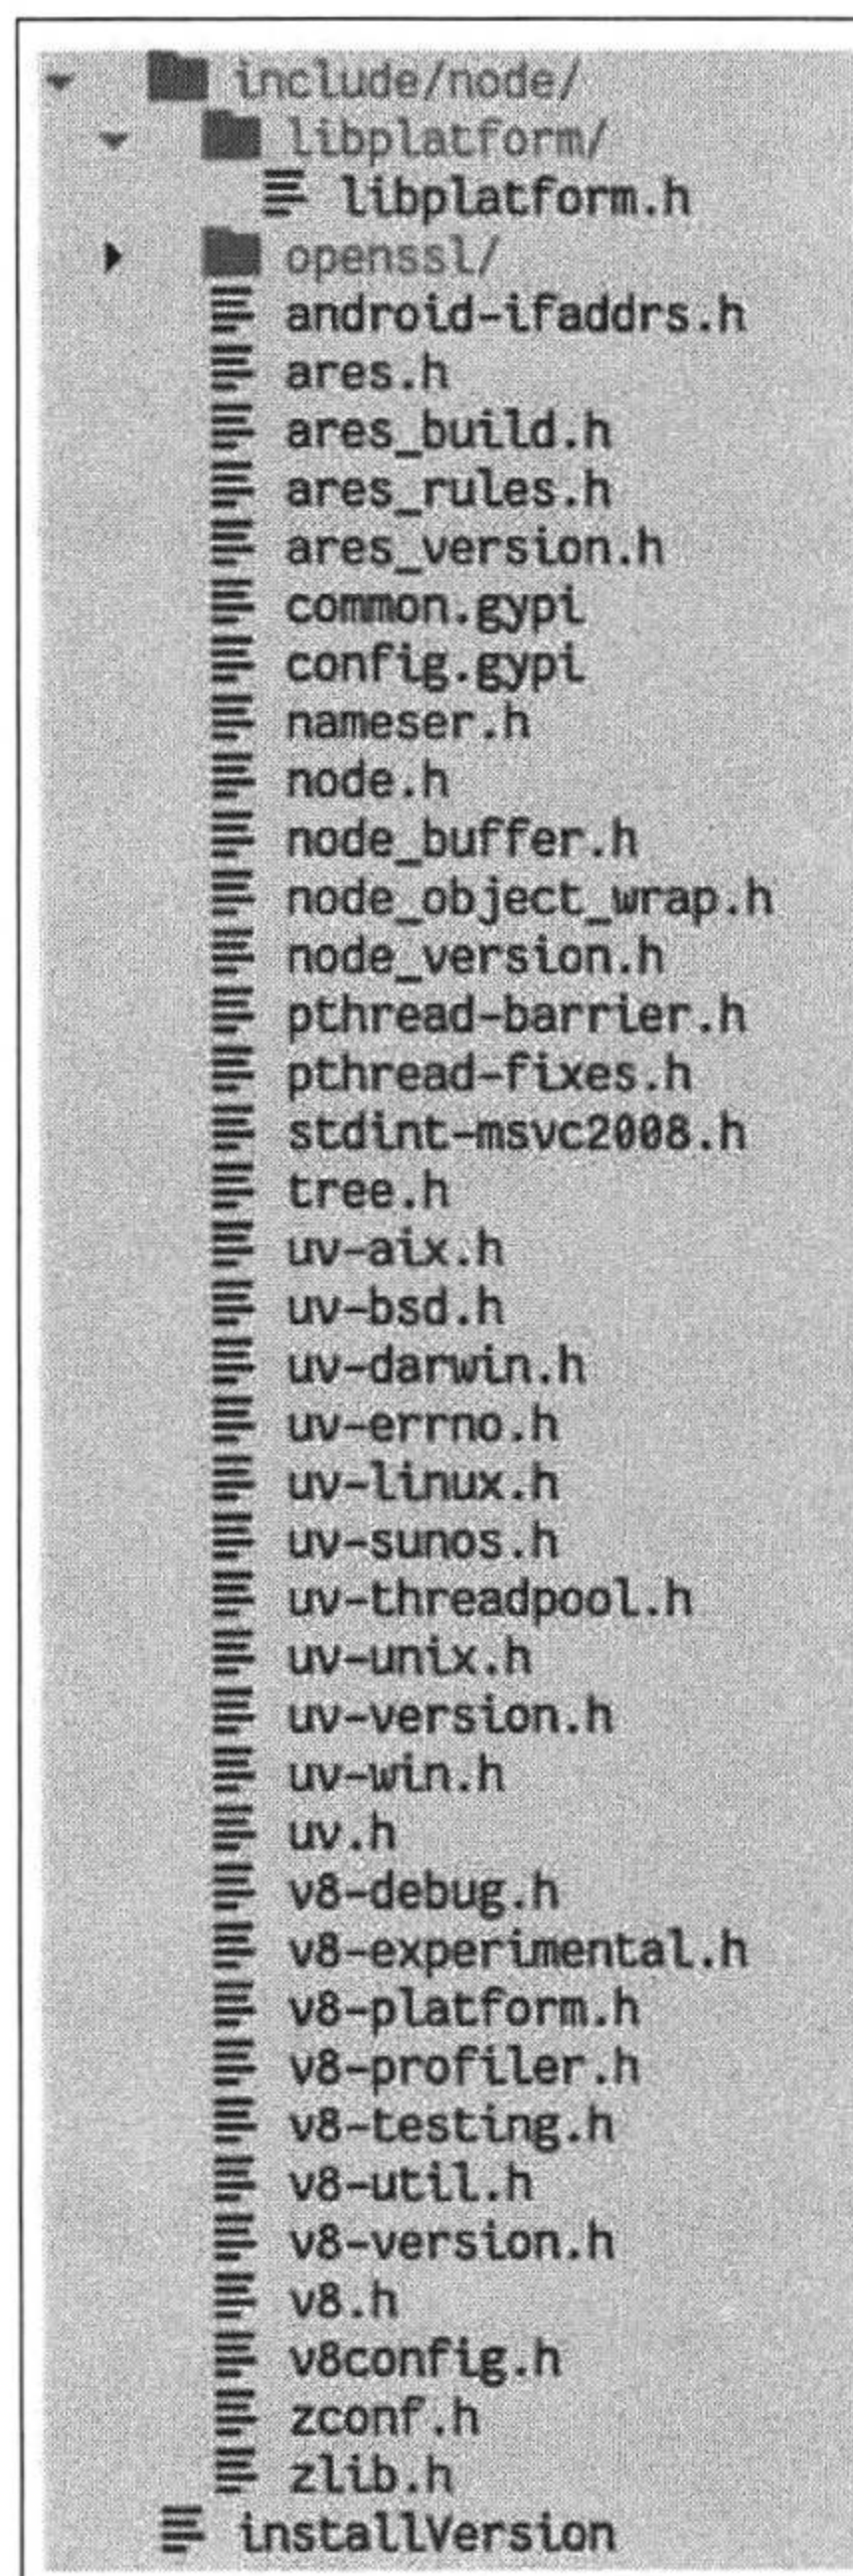 include/node/
libplatform/
libplatform.h
openssl/
android-ifaddrs.h
ares.h
ares_build.h
ares_rules.h
ares_version.h
common.gypi
config.gypi
nameser.h
node.h
node_buffer.h
node_object_wrap.h
node_version.h
pthread-barrier.h
pthread-fixes.h
stdint-msvc2008.h
tree.h
uv-aix.h
uv-bsd.h
uv-darwin.h
uv-errno.h
uv-linux.h
uv-sunos.h
uv-threadpool.h
uv-unix.h
uv-version.h
uv-win.h
uv.h
v8-debug.h
v8-experimental.h
v8-platform.h
v8-profiler.h
v8-testing.h
v8-util.h
v8-version.h
v8.h
v8config.h
zconf.h
zlib.h
installVersion